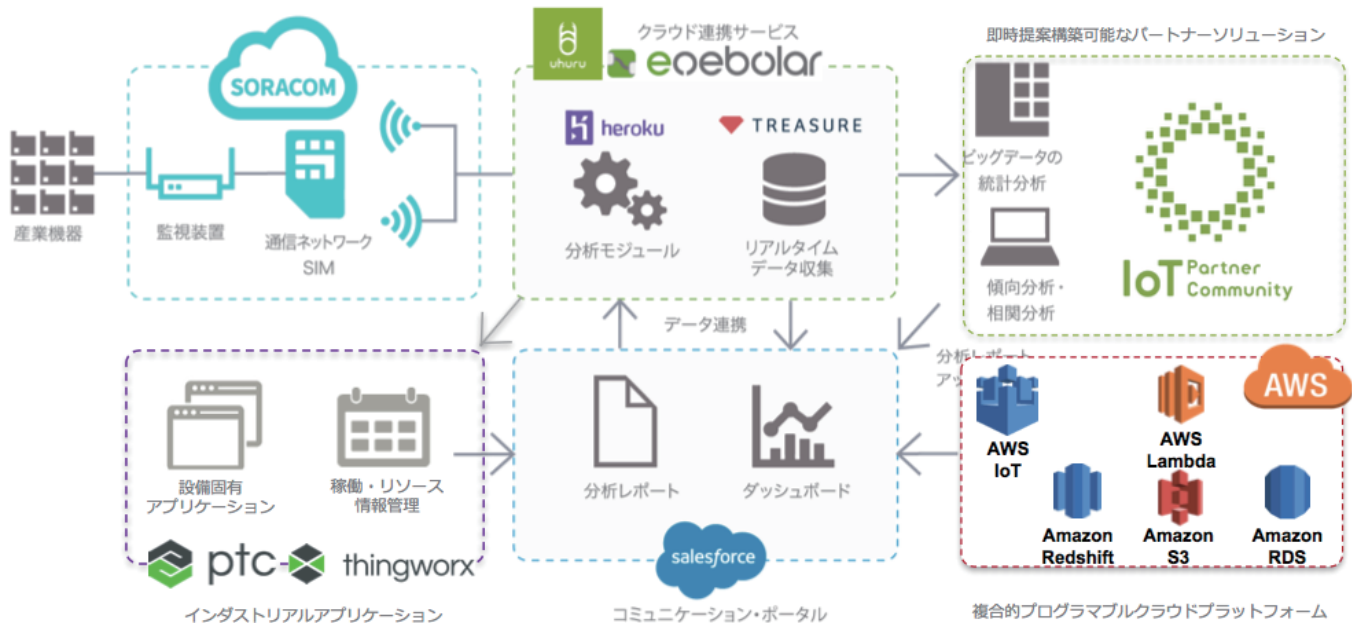 クラウド連携サービス
uhuru
enebular
即時提案構築可能なパートナーソリューション
SORACOM
heroku
TREASURE
産業機器
監視装置
通信ネットワーク
SIM
分析モジュール
リアルタイム
データ収集
ビッグデータの
統計分析
傾向分析・
相関分析
IoT Partner
Community
データ連携
分析レポート
アッ
設備固有
アプリケーション
稼働・リソース
情報管理
ptc
thingworx
インダストリアルアプリケーション
分析レポート
ダッシュボード
salesforce
コミュニケーション・ポータル
AWS
AWS
IoT
AWS
Lambda
Amazon
Redshift
Amazon
S3
Amazon
RDS
複合的プログラマブルクラウドプラットフォーム